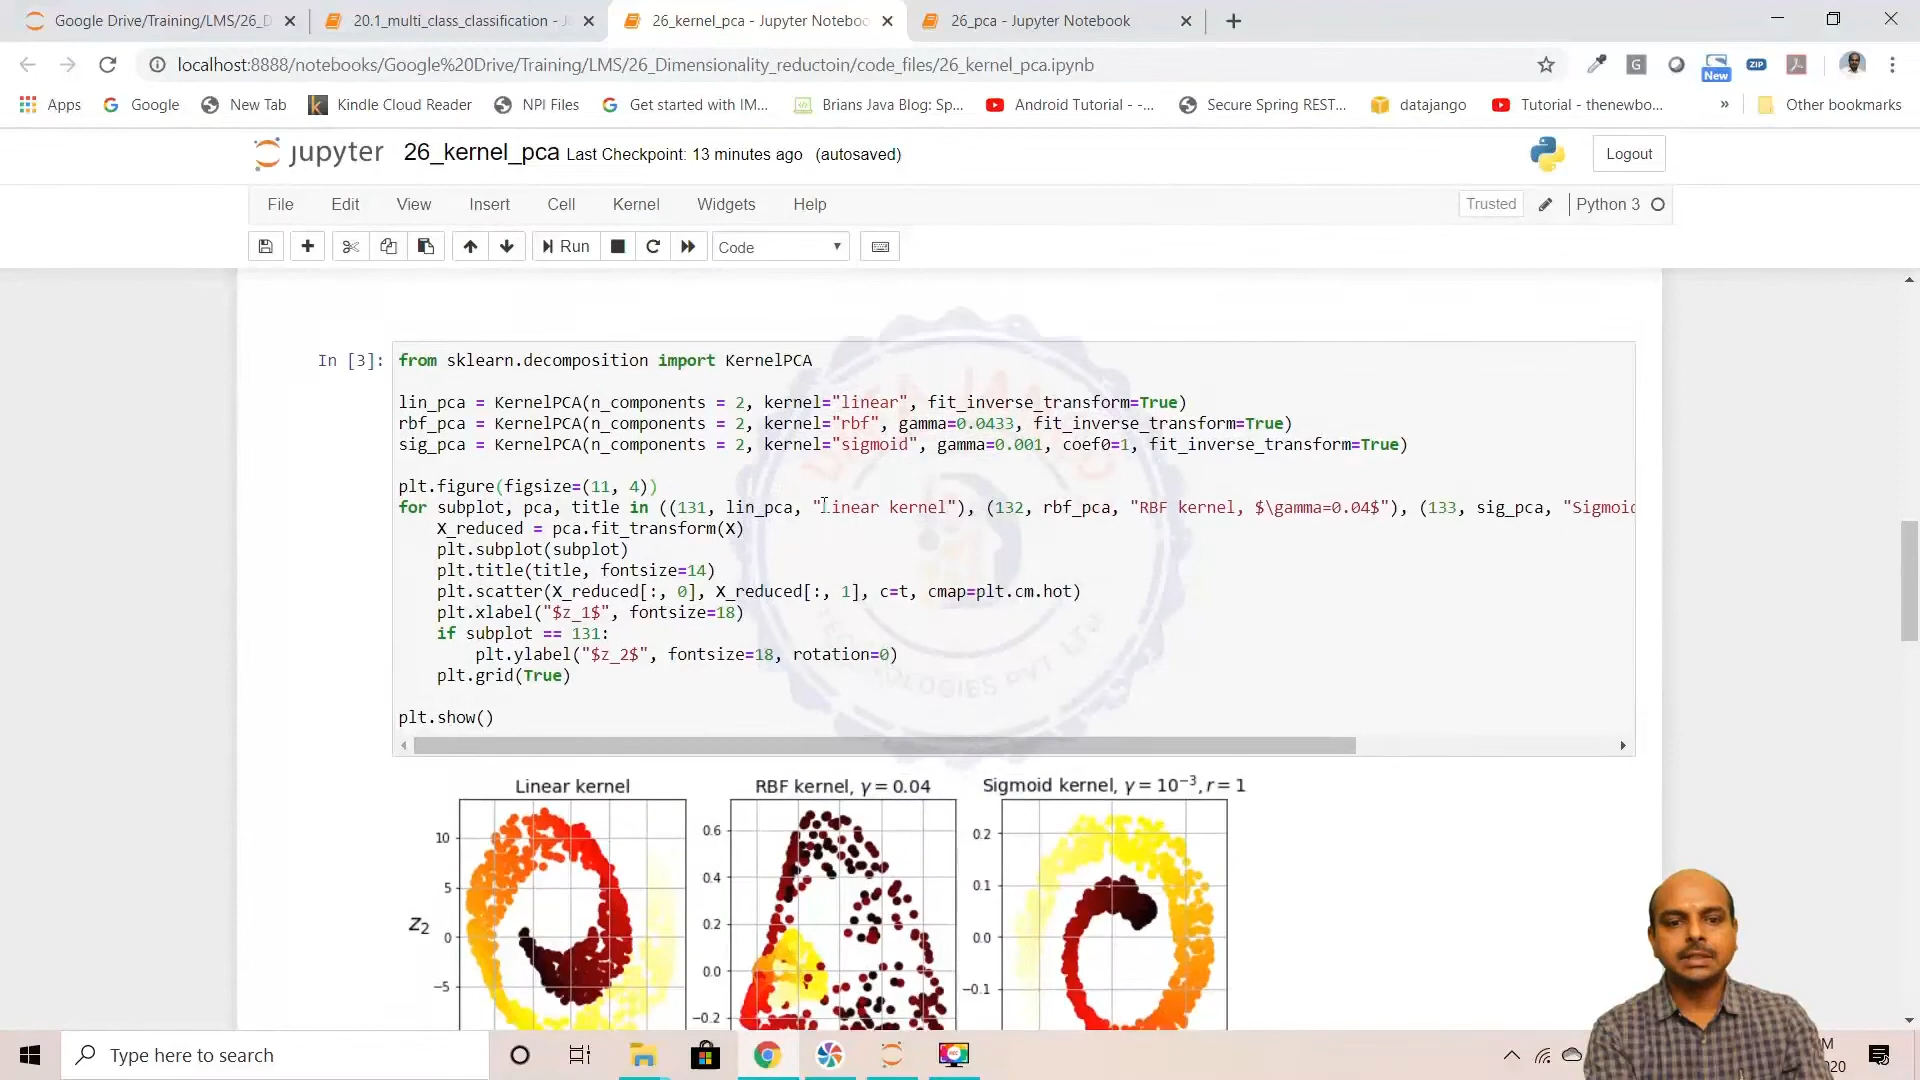 Google Drive/Training/LMS/26_D
20.1_multi_class_classification - J
26_kernel_pca - Jupyter Noteboo
26_pca - Jupyter Notebook
localhost:8888/notebooks/Google%20Drive/Training/LMS/26_Dimensionality_reductoin/code_files/26_kernel_pca.ipynb
New
ZIP
Apps Google New Tab Kindle Cloud Reader NPI Files Get started with IM... Brians Java Blog: Sp... Android Tutorial - -... Secure Spring REST... datajango Tutorial - thenewbo... » Other bookmarks
jupyter 26_kernel_pca Last Checkpoint: 13 minutes ago (autosaved)
Logout
File Edit View Insert Cell Kernel Widgets Help
Trusted Python 3
Run Code
In [3]: from sklearn.decomposition import KernelPCA
lin_pca = KernelPCA(n_components = 2, kernel="linear", fit_inverse_transform=True)
rbf_pca = KernelPCA(n_components = 2, kernel="rbf", gamma=0.0433, fit_inverse_transform=True)
sig_pca = KernelPCA(n_components = 2, kernel="sigmoid", gamma=0.001, coef0=1, fit_inverse_transform=True)
plt.figure(figsize=(11, 4))
for subplot, pca, title in ((131, lin_pca, "Linear kernel"), (132, rbf_pca, "RBF kernel, $\gamma=0.04$"), (133, sig_pca, "Sigmoid
X_reduced = pca.fit_transform(X)
plt.subplot(subplot)
plt.title(title, fontsize=14)
plt.scatter(X_reduced[:, 0], X_reduced[:, 1], c=t, cmap=plt.cm.hot)
plt.xlabel("$z_1$", fontsize=18)
if subplot == 131:
plt.ylabel("$z_2$", fontsize=18, rotation=0)
plt.grid(True)
plt.show()
Linear kernel
RBF kernel, γ = 0.04
Sigmoid kernel, γ = 10⁻³, r = 1
10
5
0
−5
z₂
0.6
0.4
0.2
0.0
−0.2
0.2
0.1
0.0
−0.1
Type here to search